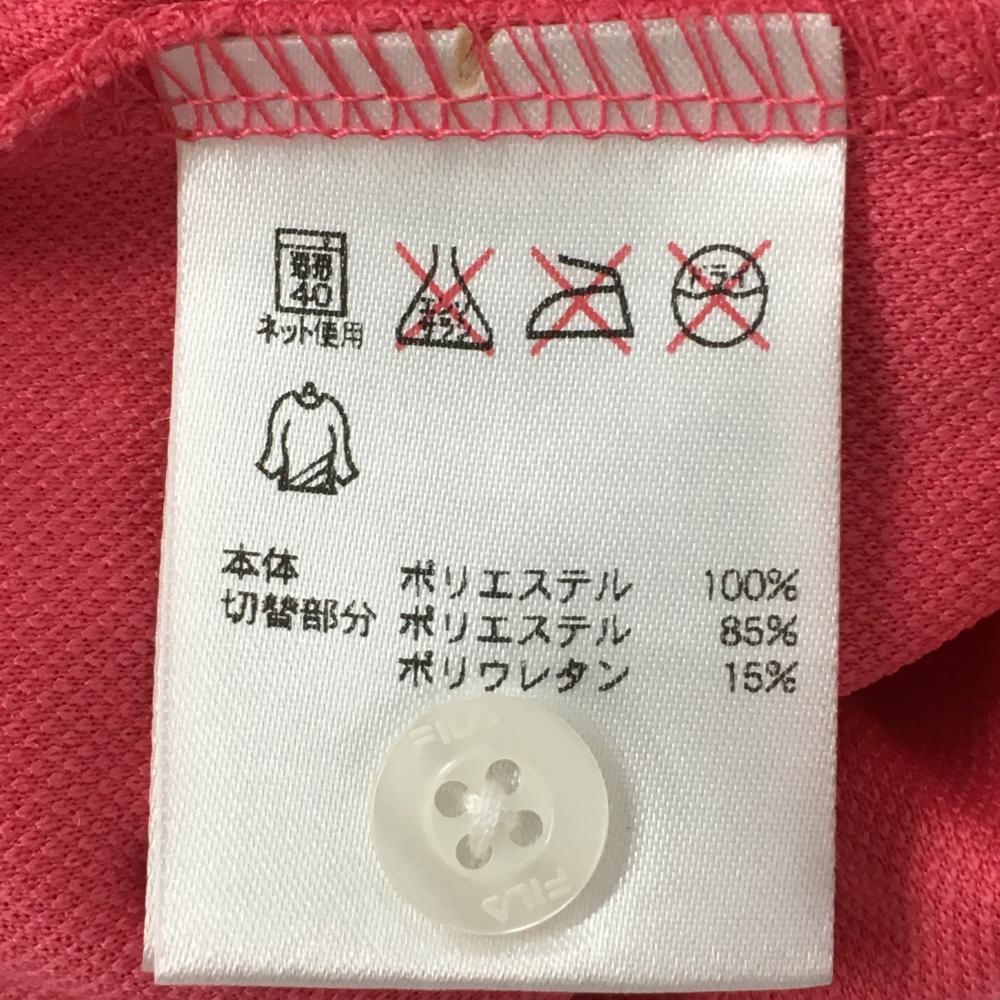 弱
40
ネット使用
エンソ
サラシ
ドライ
本体 ポリエステル 100%
切替部分 ポリエステル 85%
ポリウレタン 15%
FILA
FILA